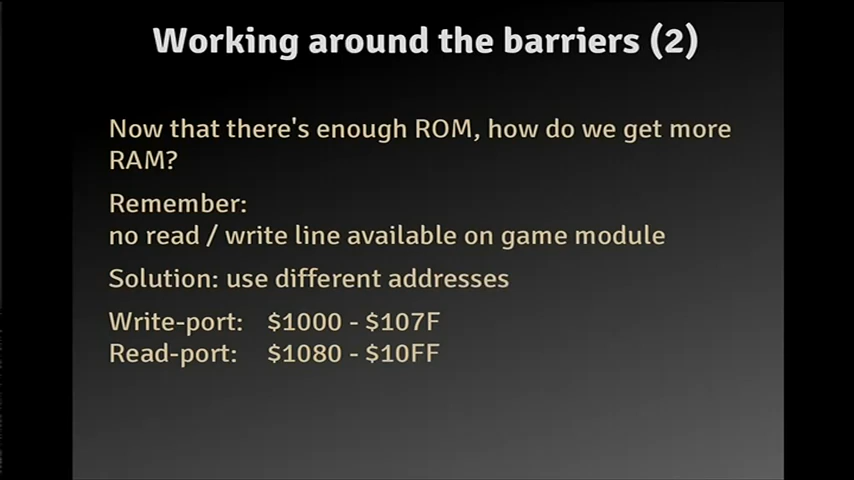 Working around the barriers (2)
Now that there's enough ROM, how do we get more
RAM?
Remember:
no read / write line available on game module
Solution: use different addresses
Write-port: $1000 - $107F
Read-port: $1080 - $10FF